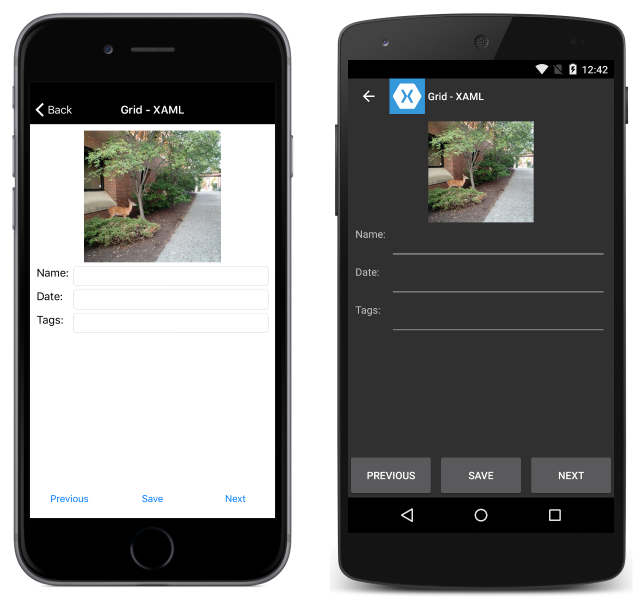 Back Grid - XAML
Name:
Date:
Tags:
Previous Save Next
12:42
Grid - XAML
Name:
Date:
Tags:
PREVIOUS SAVE NEXT